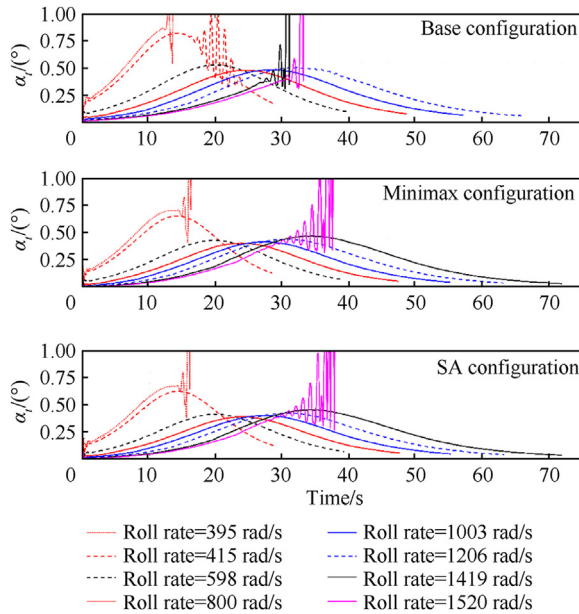 Base configuration
αt/(°)
1.00
0.75
0.50
0.25
0 10 20 30 40 50 60 70
Minimax configuration
αt/(°)
1.00
0.75
0.50
0.25
0 10 20 30 40 50 60 70
SA configuration
αt/(°)
1.00
0.75
0.50
0.25
0 10 20 30 40 50 60 70
Time/s
Roll rate=395 rad/s
Roll rate=415 rad/s
Roll rate=598 rad/s
Roll rate=800 rad/s
Roll rate=1003 rad/s
Roll rate=1206 rad/s
Roll rate=1419 rad/s
Roll rate=1520 rad/s